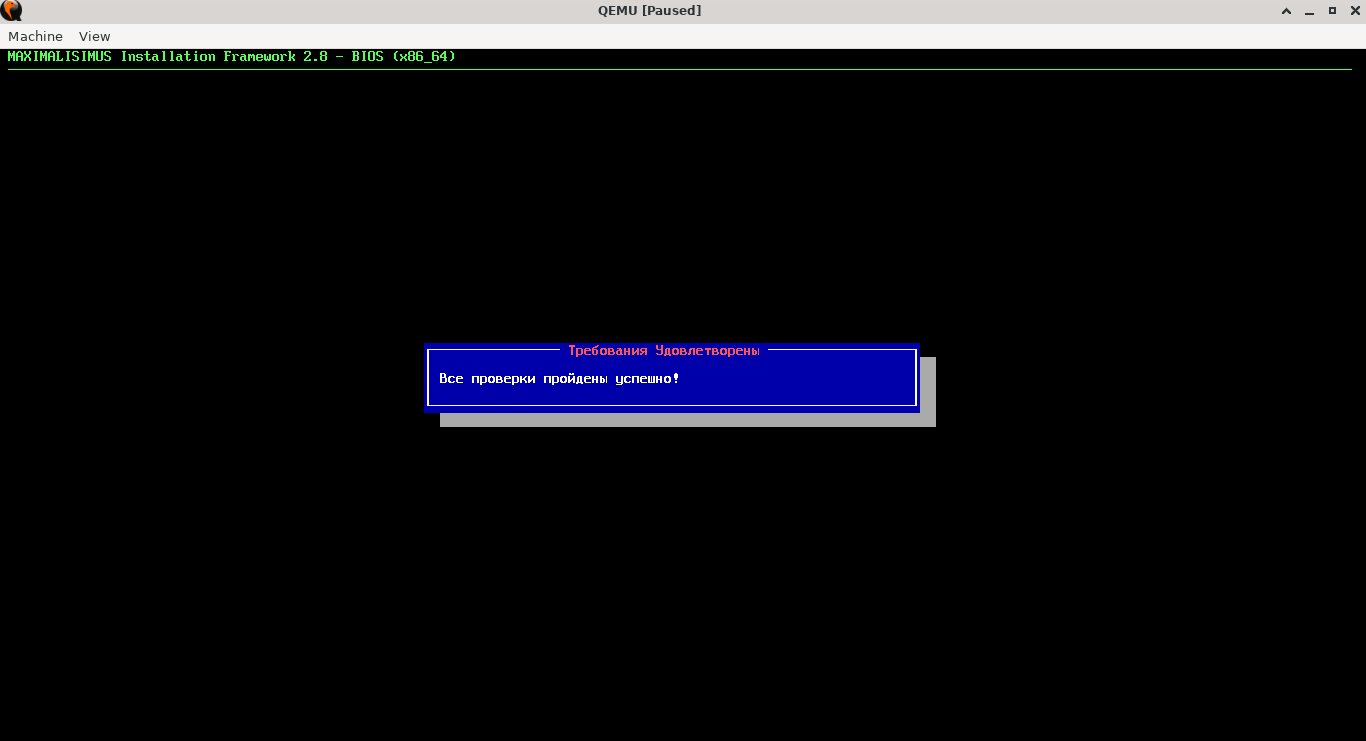 QEMU [Paused]
Machine View
MAXIMALISIMUS Installation Framework 2.8 - BIOS (x86_64)
Требования Удовлетворены
Все проверки пройдены успешно!